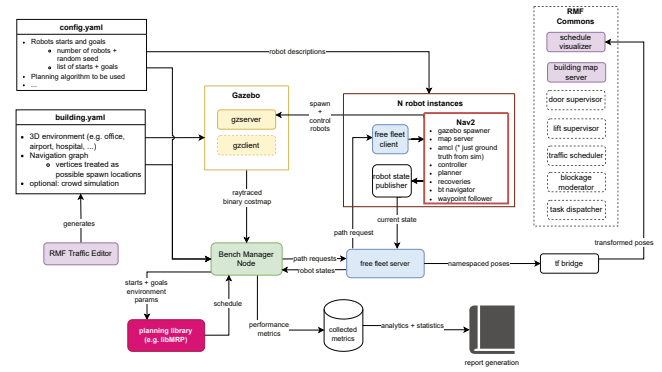 config.yaml
• Robots starts and goals
○ number of robots +
random seed
○ list of starts + goals
• Planning algorithm to be used
• ...
building.yaml
• 3D environment (e.g. office,
airport, hospital, ...)
• Navigation graph
○ vertices treated as
possible spawn locations
• optional: crowd simulation
generates
RMF Traffic Editor
Gazebo
gzserver
gzclient
raytraced
binary costmap
robot descriptions
spawn
+
control
robots
N robot instances
free fleet
client
robot state
publisher
Nav2
• gazebo spawner
• map server
• amcl (* just ground
truth from sim)
• controller
• planner
• recoveries
• bt navigator
• waypoint follower
RMF
Commons
schedule
visualizer
building map
server
door supervisor
lift supervisor
traffic scheduler
blockage
moderator
task dispatcher
transformed poses
current state
path request
Bench Manager
Node
path requests
robot states
free fleet server
namespaced poses
tf bridge
starts + goals
environment
params
schedule
planning library
(e.g. libMRP)
performance
metrics
collected
metrics
analytics + statistics
report generation